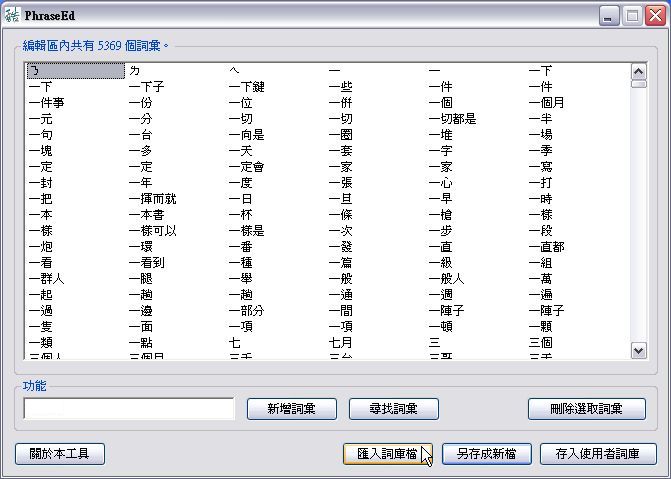 PhraseEd
編輯區內共有 5369 個詞彙。
ㄋ ㄌ ㄟ 一 一 一下
一下 一下子 一下鍵 一些 一件 一件
一件事 一份 一位 一併 一個 一個月
一元 一分 一切 一切 一切都是 一半
一句 一台 一向是 一圈 一堆 一場
一塊 一多 一天 一套 一字 一季
一定 一定 一定會 一家 一家 一寫
一封 一年 一度 一張 一心 一打
一把 一揮而就 一日 一旦 一早 一時
一本 一本書 一杯 一條 一槍 一樣
一樣 一樣可以 一樣是 一次 一步 一段
一炮 一環 一番 一發 一直 一直都
一看 一看到 一種 一篇 一級 一組
一群人 一腿 一舉 一般 一般人 一萬
一起 一趟 一趟 一通 一週 一遍
一過 一邊 一部分 一間 一陣子 一陣子
一隻 一面 一項 一項 一頓 一顆
一類 一點 七 七月 三 三個
三個人 三個月 三千 三台 三哥 三天
功能
新增詞彙 尋找詞彙 刪除選取詞彙
關於本工具 匯入詞庫檔 另存成新檔 存入使用者詞庫